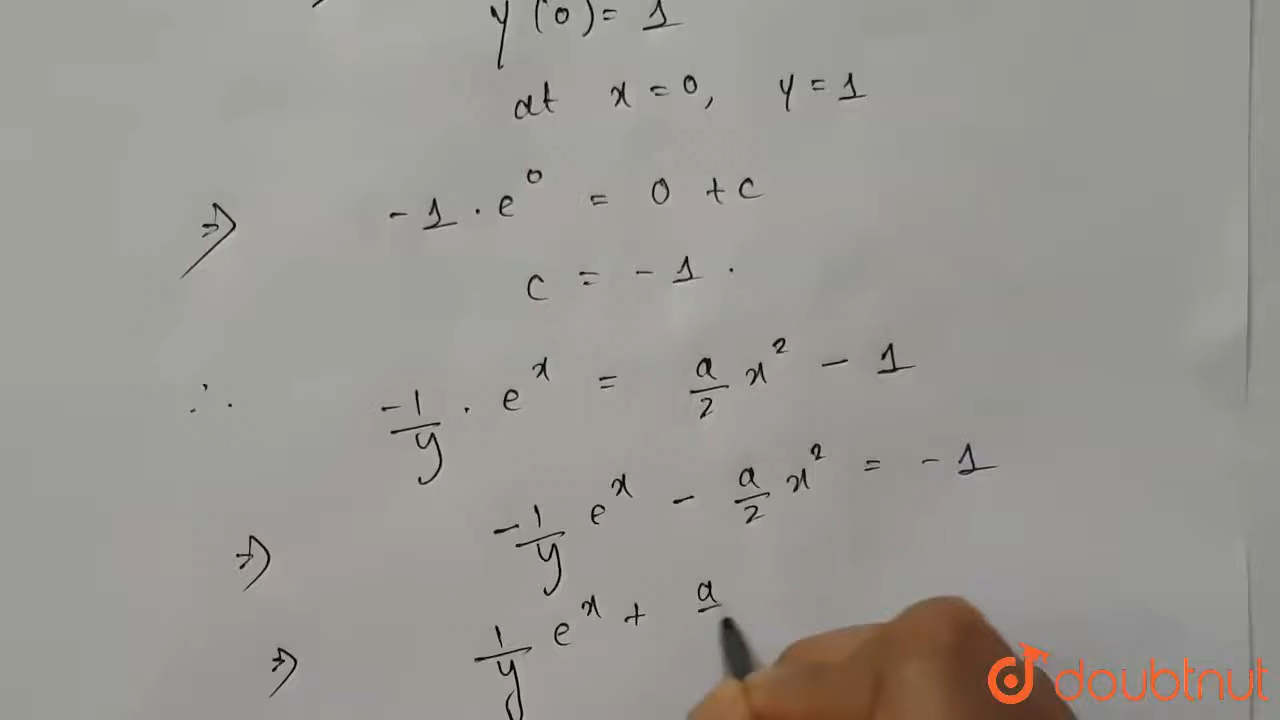 y(0) = 1
at x = 0, y = 1
⇒ -1 · e^0 = 0 + c
c = -1 .
∴ -1/y · e^x = a/2 x^2 - 1
⇒ -1/y e^x - a/2 x^2 = -1
⇒ 1/y e^x + a
doubtnut